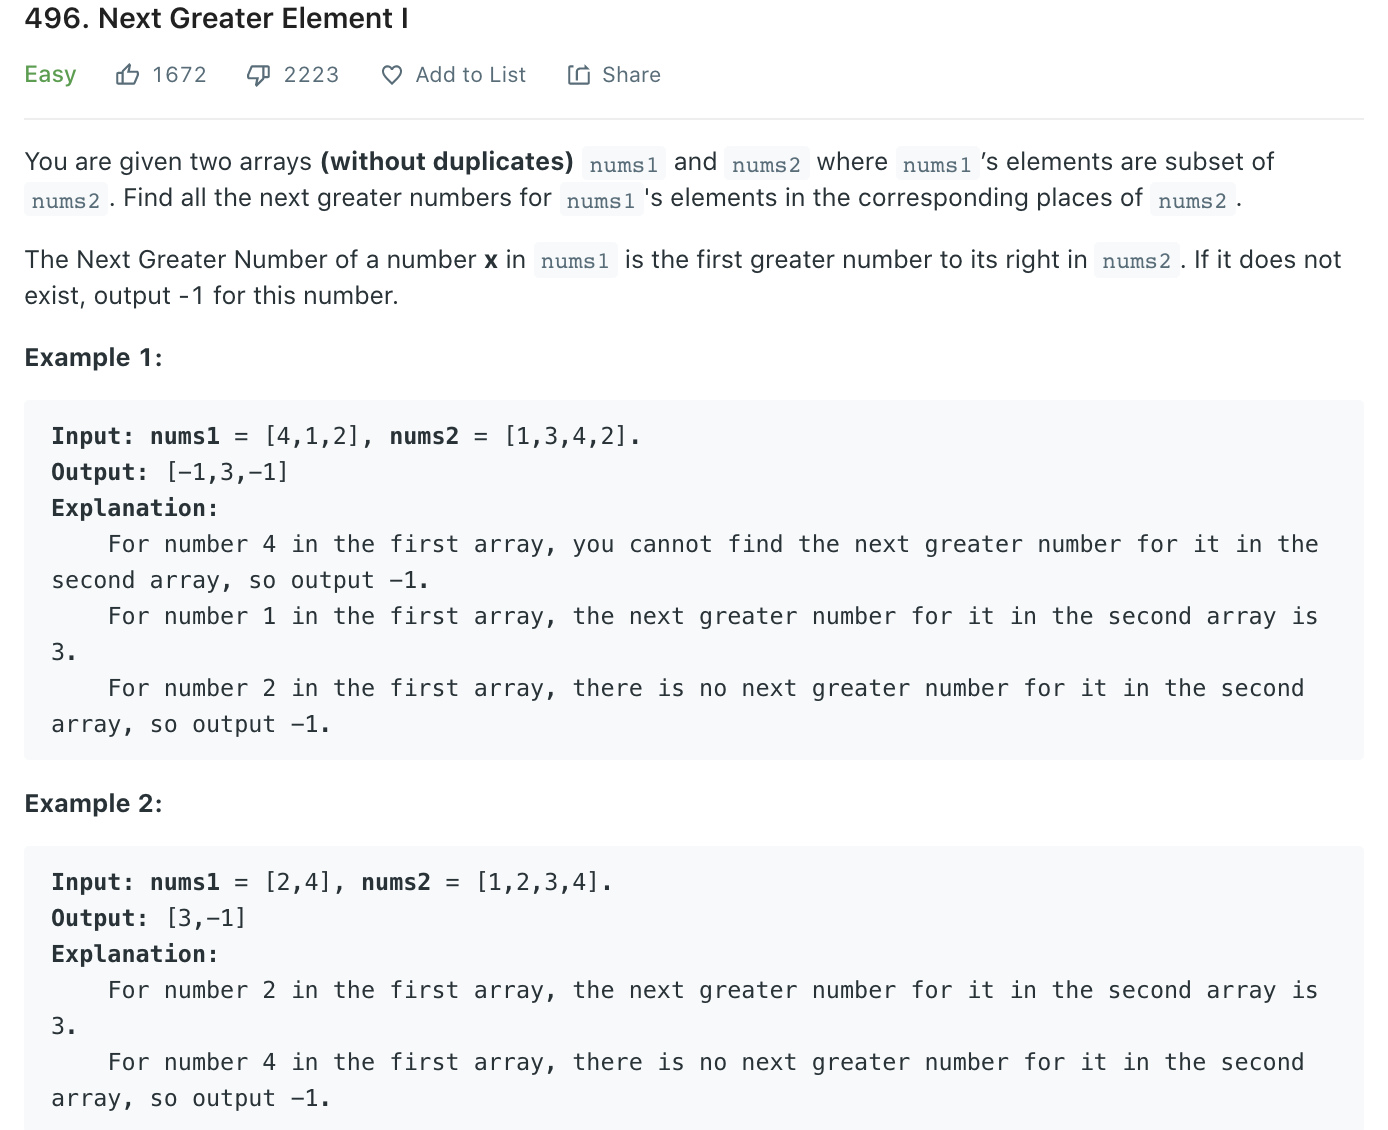 496. Next Greater Element I
Easy 1672 2223 Add to List Share
You are given two arrays (without duplicates) nums1 and nums2 where nums1 ’s elements are subset of
nums2 . Find all the next greater numbers for nums1 's elements in the corresponding places of nums2 .
The Next Greater Number of a number x in nums1 is the first greater number to its right in nums2 . If it does not
exist, output -1 for this number.
Example 1:
Input: nums1 = [4,1,2], nums2 = [1,3,4,2].
Output: [-1,3,-1]
Explanation:
For number 4 in the first array, you cannot find the next greater number for it in the
second array, so output -1.
For number 1 in the first array, the next greater number for it in the second array is
3.
For number 2 in the first array, there is no next greater number for it in the second
array, so output -1.
Example 2:
Input: nums1 = [2,4], nums2 = [1,2,3,4].
Output: [3,-1]
Explanation:
For number 2 in the first array, the next greater number for it in the second array is
3.
For number 4 in the first array, there is no next greater number for it in the second
array, so output -1.